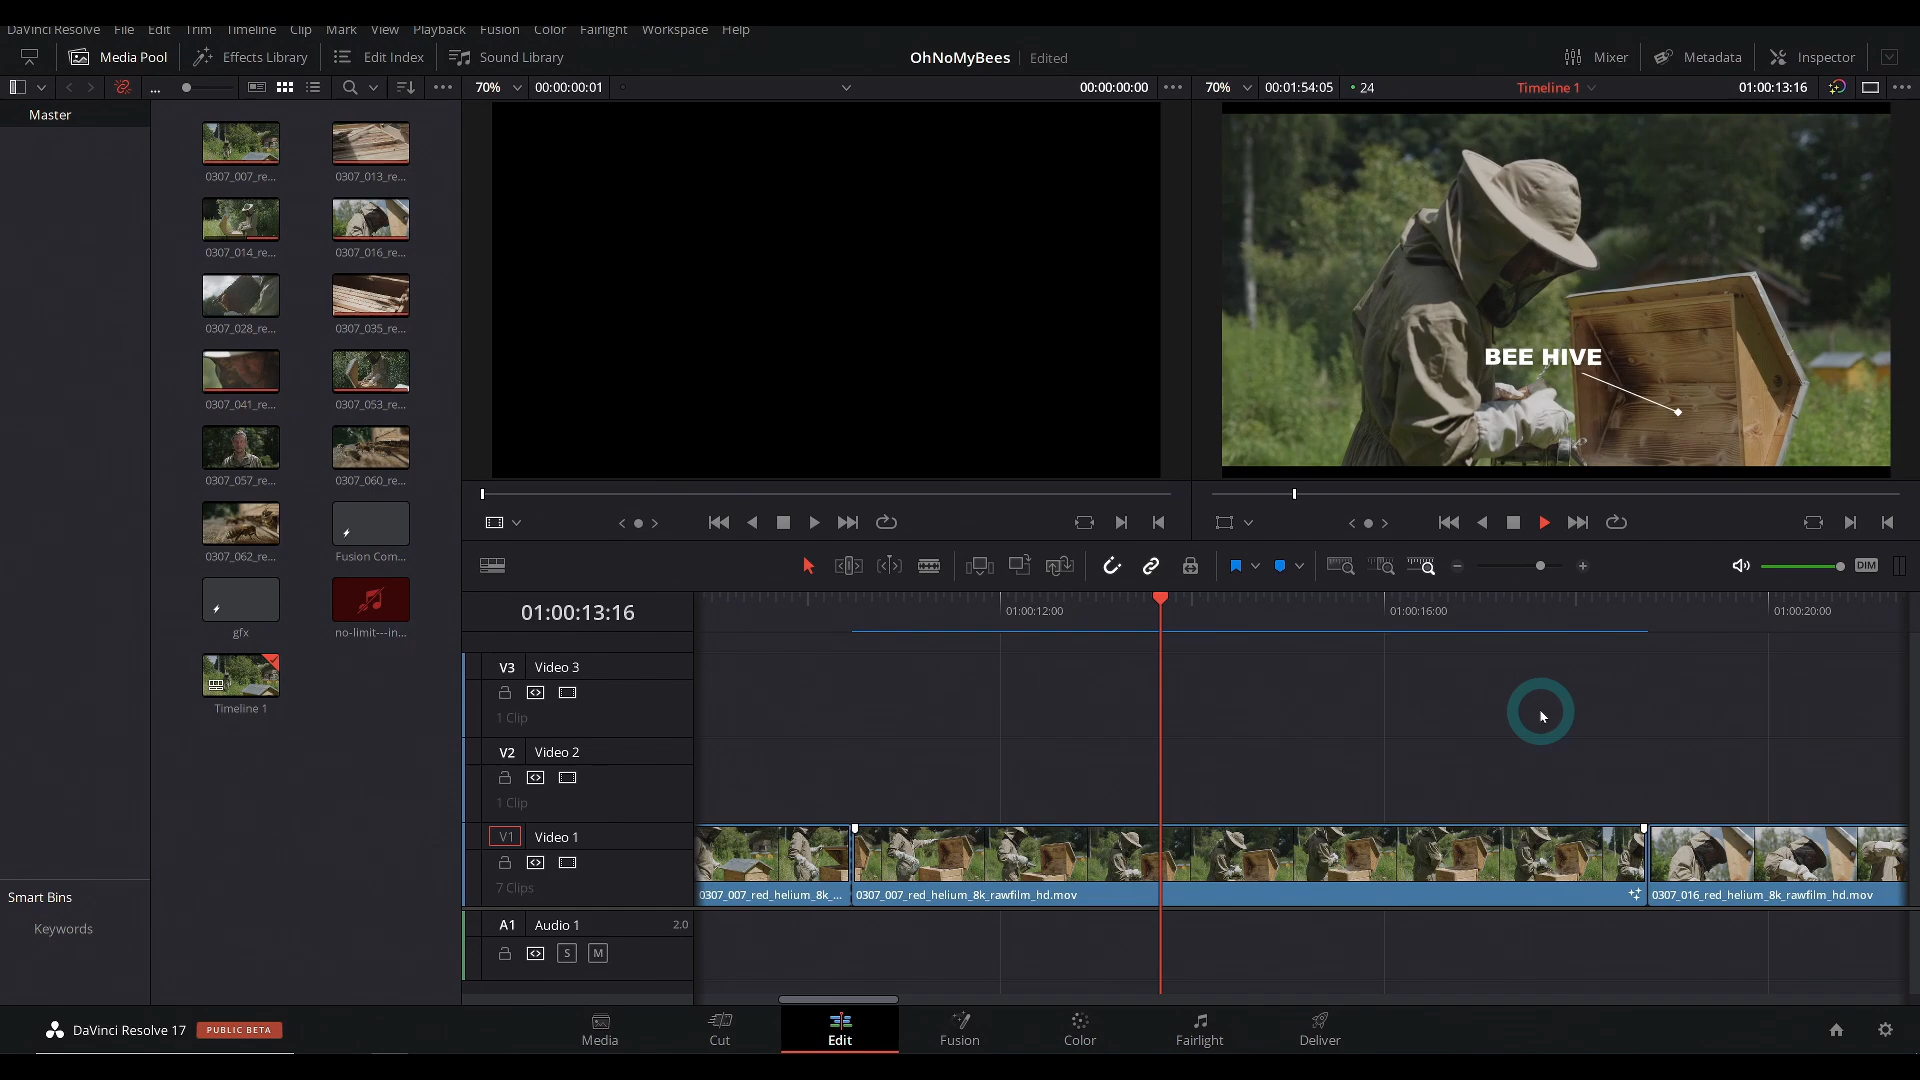 DaVinci Resolve File Edit Trim Timeline Clip Mark View Playback Fusion Color Fairlight Workspace Help
Media Pool Effects Library Edit Index Sound Library OhNoMyBees Edited Mixer Metadata Inspector
... 70% 00:00:00:01 00:00:00:00 70% 00:01:54:05 24 Timeline 1 01:00:13:16
Master
0307_007_re... 0307_013_re...
0307_014_re... 0307_016_re...
0307_028_re... 0307_035_re...
0307_041_re... 0307_053_re...
0307_057_re... 0307_060_re...
0307_062_re... Fusion Com...
gfx no-limit---in...
Timeline 1
Smart Bins
Keywords
BEE HIVE
DIM
01:00:13:16 01:00:12:00 01:00:16:00 01:00:20:00
V3 Video 3
1 Clip
V2 Video 2
1 Clip
V1 Video 1
7 Clips
0307_007_red_helium_8k_... 0307_007_red_helium_8k_rawfilm_hd.mov 0307_016_red_helium_8k_rawfilm_hd.mov
A1 Audio 1 2.0
S M
DaVinci Resolve 17 PUBLIC BETA
Media Cut Edit Fusion Color Fairlight Deliver